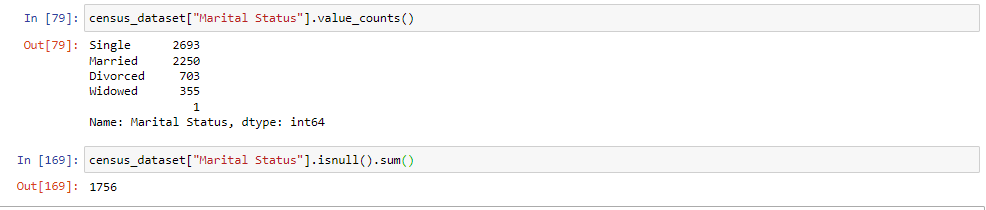 In [79]: census_dataset["Marital Status"].value_counts()
Out[79]: Single      2693
Married     2250
Divorced     703
Widowed      355
               1
Name: Marital Status, dtype: int64
In [169]: census_dataset["Marital Status"].isnull().sum()
Out[169]: 1756